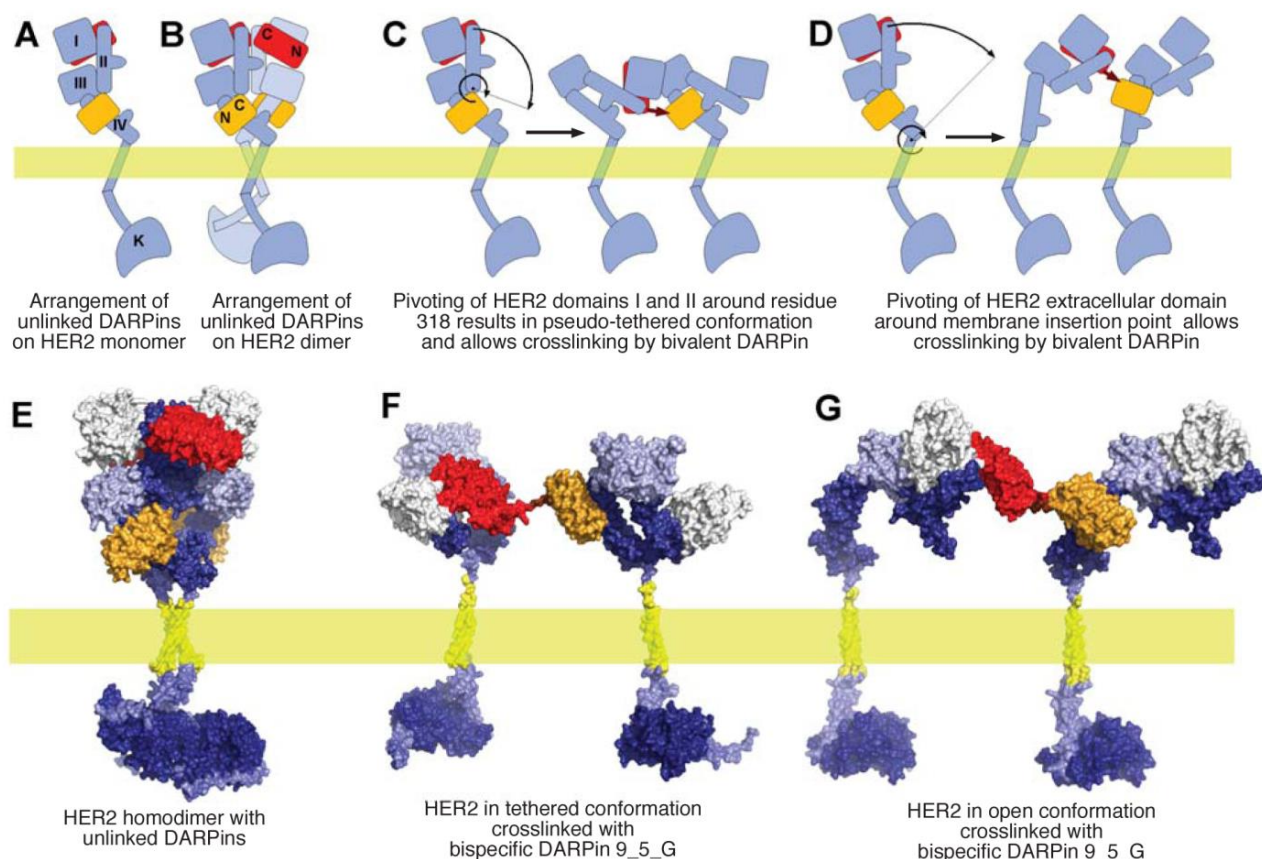 A
I
II
III
IV
K
Arrangement of
unlinked DARPins
on HER2 monomer
B
C
N
C
N
Arrangement of
unlinked DARPins
on HER2 dimer
C
Pivoting of HER2 domains I and II around residue
318 results in pseudo-tethered conformation
and allows crosslinking by bivalent DARPin
D
Pivoting of HER2 extracellular domain
around membrane insertion point allows
crosslinking by bivalent DARPin
E
HER2 homodimer with
unlinked DARPins
F
HER2 in tethered conformation
crosslinked with
bispecific DARPin 9_5_G
G
HER2 in open conformation
crosslinked with
bispecific DARPin 9_5_G